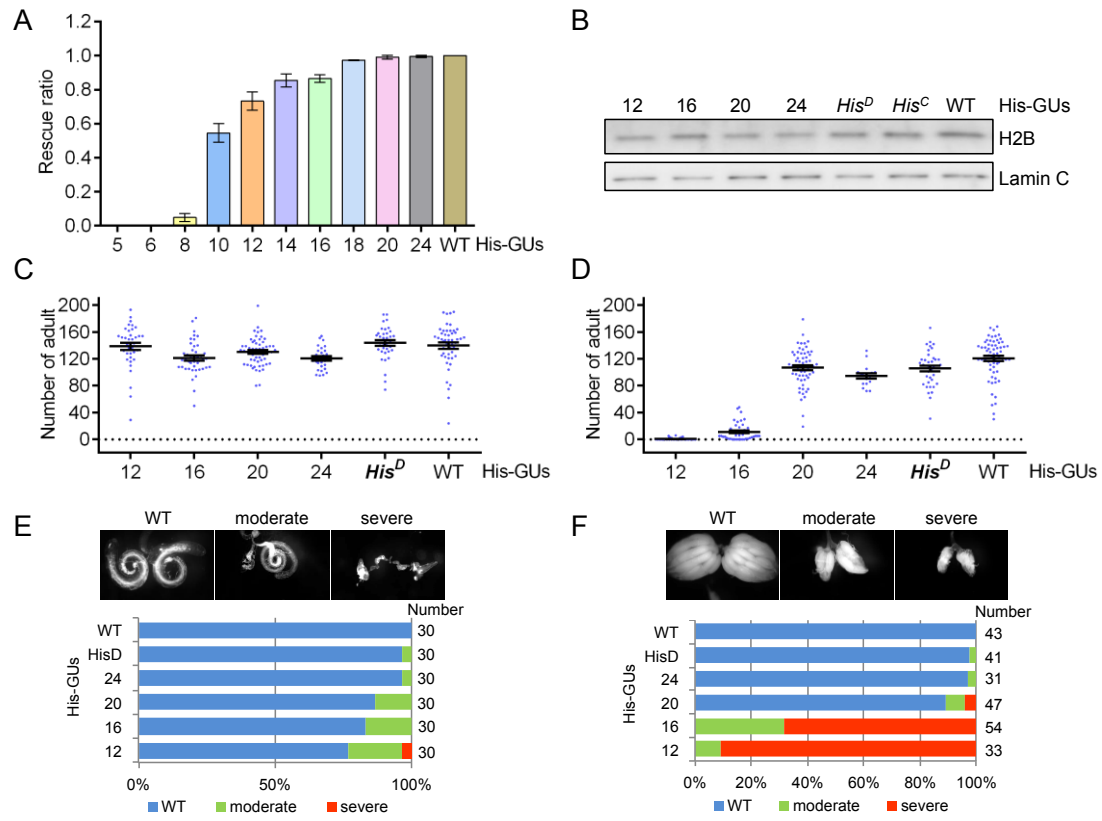 A
Rescue ratio
1.2
1.0
0.8
0.6
0.4
0.2
0.0
5 6 8 10 12 14 16 18 20 24 WT His-GUs
B
12 16 20 24 HisD HisC WT His-GUs
H2B
Lamin C
C
Number of adult
200
160
120
80
40
0
12 16 20 24 HisD WT His-GUs
D
Number of adult
200
160
120
80
40
0
12 16 20 24 HisD WT His-GUs
E
WT moderate severe
Number
His-GUs
WT 30
HisD 30
24 30
20 30
16 30
12 30
0% 50% 100%
WT moderate severe
F
WT moderate severe
Number
His-GUs
WT 43
HisD 41
24 31
20 47
16 54
12 33
0% 20% 40% 60% 80% 100%
WT moderate severe